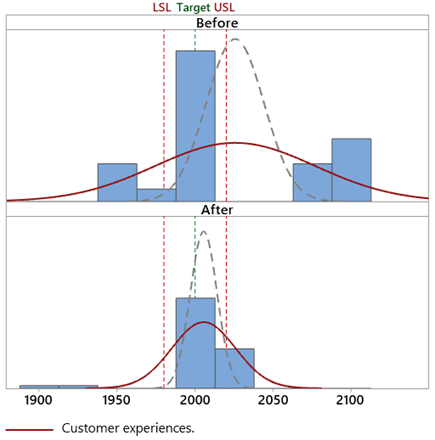 LSL Target USL
Before
After
1900 1950 2000 2050 2100
Customer experiences.